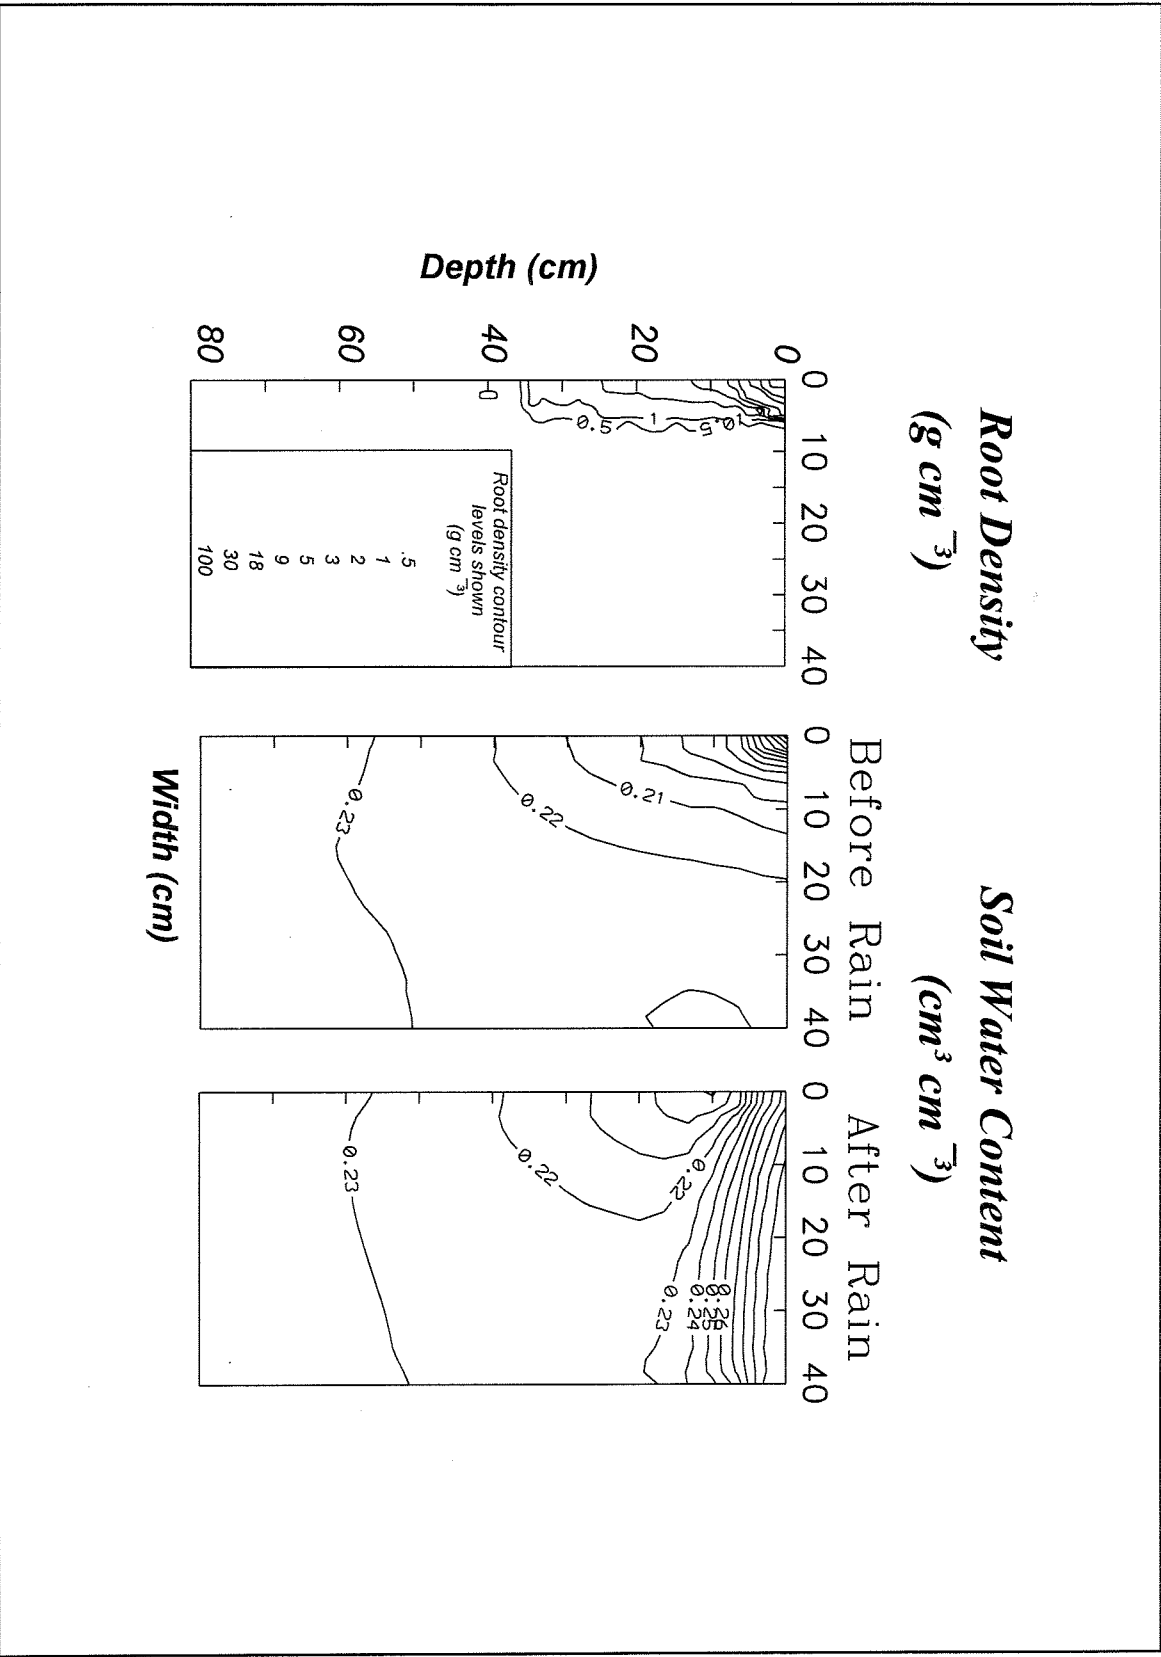 Root Density
(g cm⁻³)
Soil Water Content
(cm³ cm⁻³)
Before Rain
After Rain
0 10 20 30 40
0 10 20 30 40
0 10 20 30 40
0
20
40
60
80
Depth (cm)
0.5
1
0.5
1
0
Root density contour
levels shown
(g cm⁻³)
.5
1
2
3
5
9
18
30
100
0.21
0.22
0.23
0.22
0.22
0.23
0.23
0.24
0.25
0.26
Width (cm)